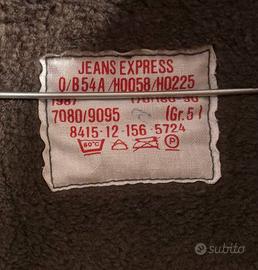 JEANS EXPRESS
0/B54A/H0058/H0225
1987
7080/9095 (Gr.5)
8415-12-156-5724
60°C P
subito